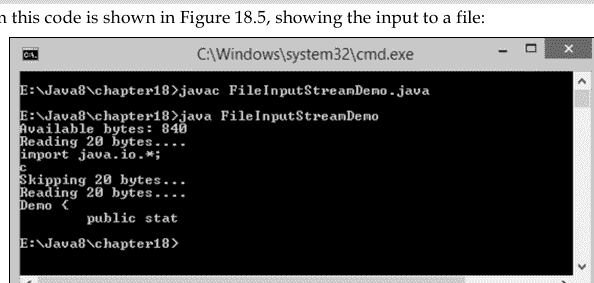 n this code is shown in Figure 18.5, showing the input to a file:
C:\Windows\system32\cmd.exe
E:\Java8\chapter18>javac FileInputStreamDemo.java
E:\Java8\chapter18>java FileInputStreamDemo
Available bytes: 840
Reading 20 bytes....
import java.io.*;
c
Skipping 20 bytes...
Reading 20 bytes....
Demo {
public stat
E:\Java8\chapter18>